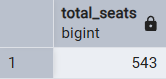 total_seats
bigint
1 543